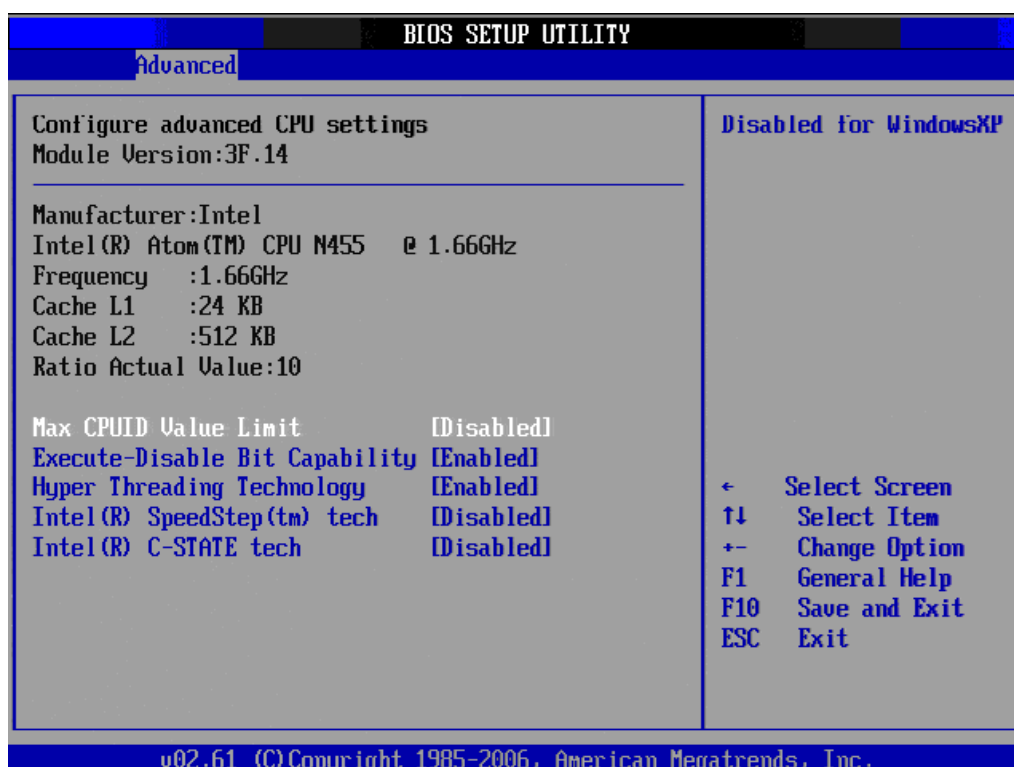 BIOS SETUP UTILITY
Advanced
Configure advanced CPU settings
Module Version:3F.14
Manufacturer:Intel
Intel(R) Atom(TM) CPU N455 @ 1.66GHz
Frequency :1.66GHz
Cache L1 :24 KB
Cache L2 :512 KB
Ratio Actual Value:10
Max CPUID Value Limit [Disabled]
Execute-Disable Bit Capability [Enabled]
Hyper Threading Technology [Enabled]
Intel(R) SpeedStep(tm) tech [Disabled]
Intel(R) C-STATE tech [Disabled]
Disabled for WindowsXP
← Select Screen
↑↓ Select Item
+- Change Option
F1 General Help
F10 Save and Exit
ESC Exit
v02.61 (C)Copyright 1985-2006, American Megatrends, Inc.